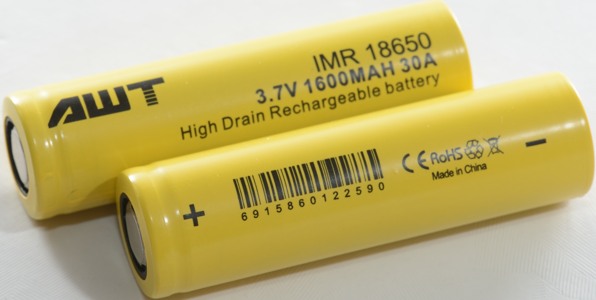 AWT
IMR 18650
3.7V 1600MAH 30A
High Drain Rechargeable battery
+
6915860122590
CE RoHS
Made in China
-